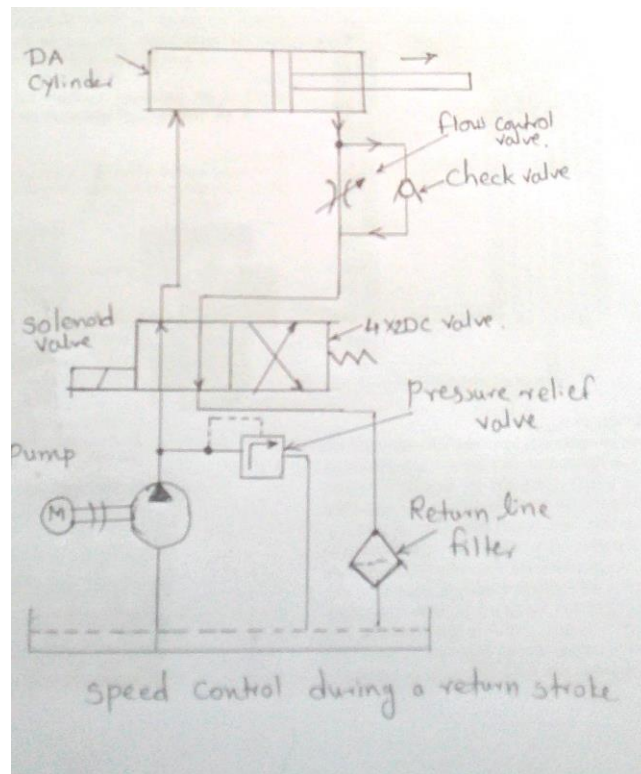 DA
Cylinder
flow control
valve.
Check valve
Solenoid
valve
4x2DC valve.
Pressure relief
valve
Pump
M
Return line
filter
Speed control during a return stroke